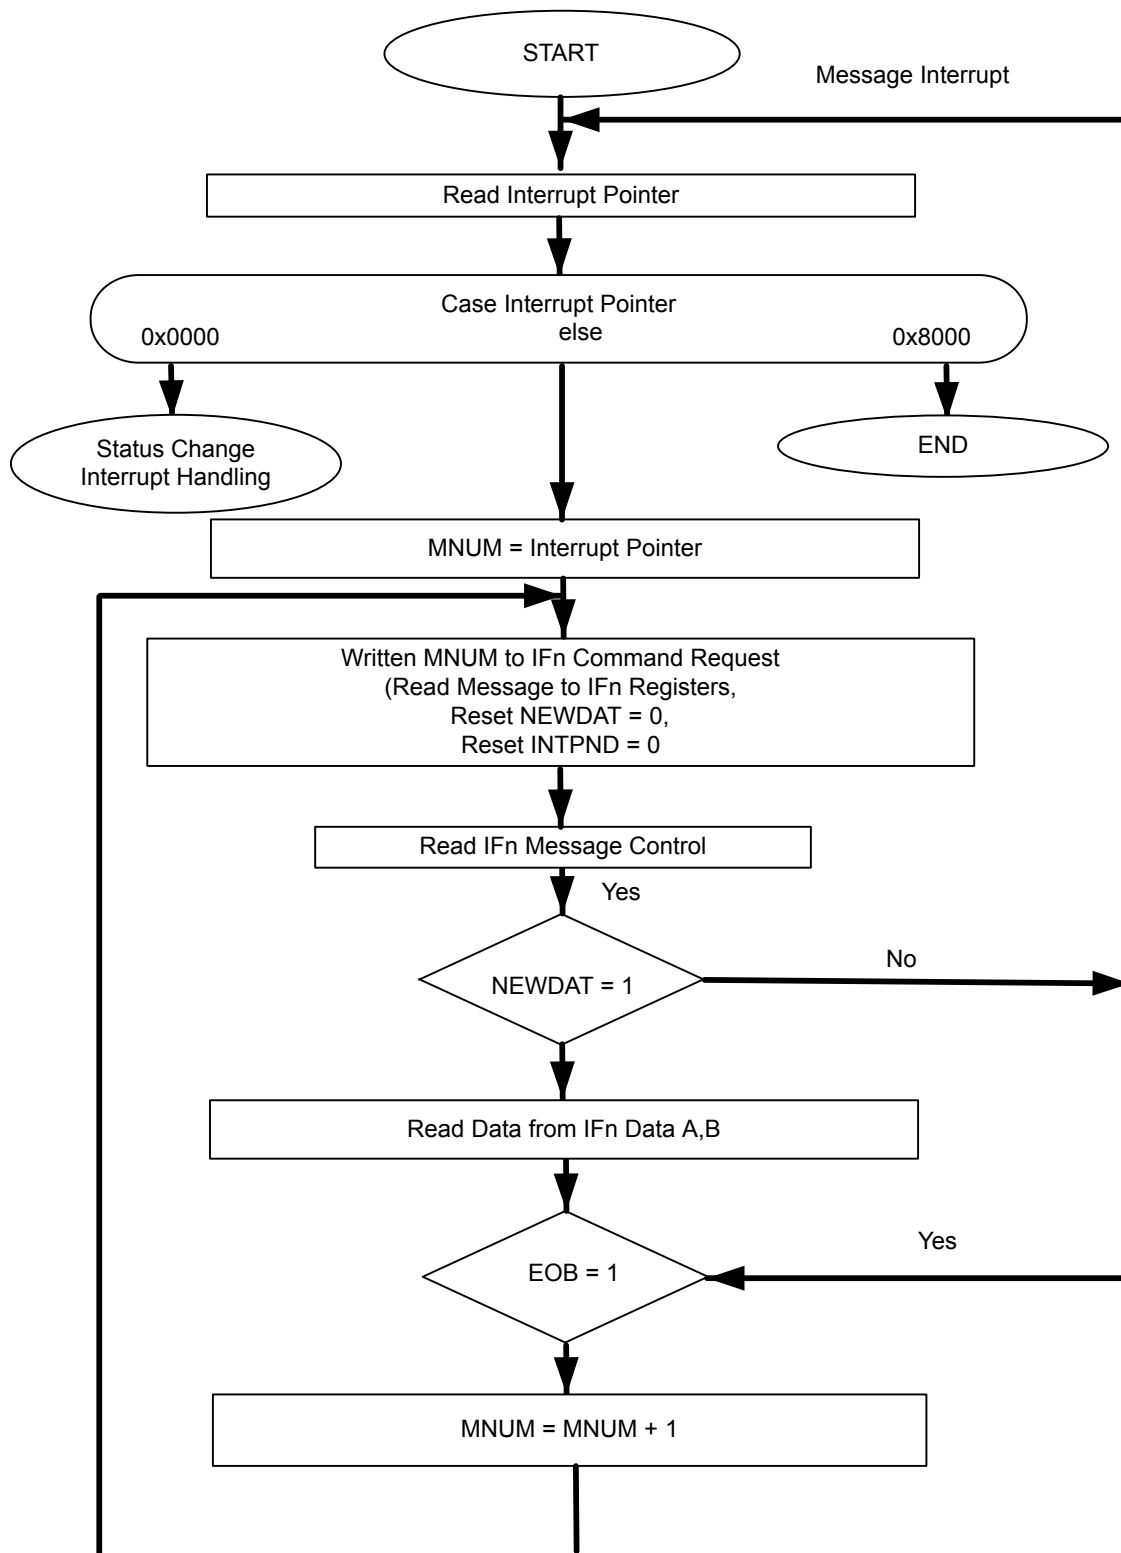 START
Message Interrupt
Read Interrupt Pointer
Case Interrupt Pointer
else
0x0000
0x8000
Status Change
Interrupt Handling
END
MNUM = Interrupt Pointer
Written MNUM to IFn Command Request
(Read Message to IFn Registers,
Reset NEWDAT = 0,
Reset INTPND = 0
Read IFn Message Control
Yes
No
NEWDAT = 1
Read Data from IFn Data A,B
Yes
EOB = 1
MNUM = MNUM + 1